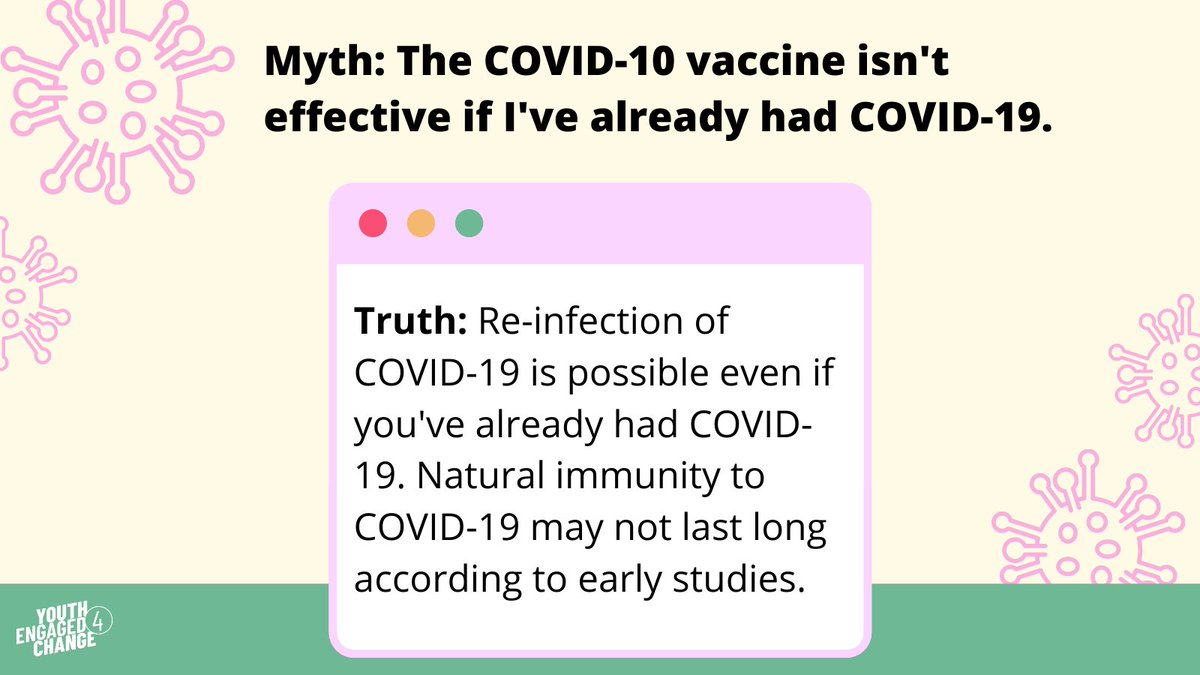 Myth: The COVID-10 vaccine isn't
effective if I've already had COVID-19.
Truth: Re-infection of
COVID-19 is possible even if
you've already had COVID-
19. Natural immunity to
COVID-19 may not last long
according to early studies.
YOUTH
ENGAGED 4
CHANGE